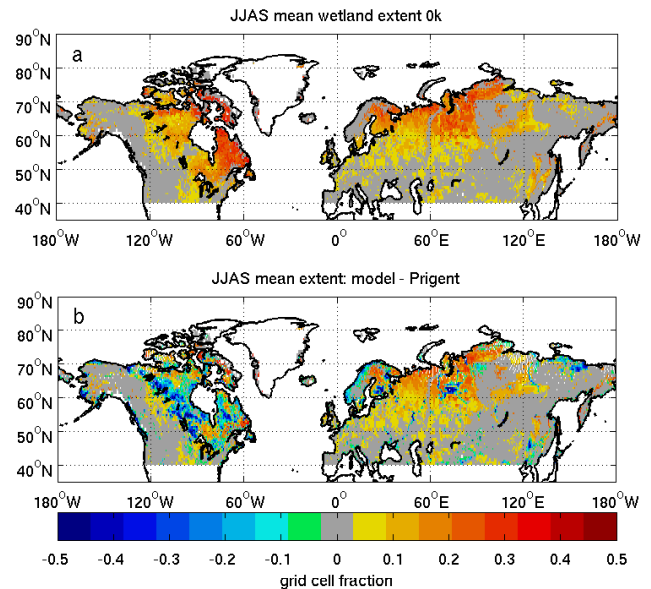 JJAS mean wetland extent 0k
90°N
a
80°N
70°N
60°N
50°N
40°N
180°W 120°W 60°W 0° 60°E 120°E 180°W
JJAS mean extent: model - Prigent
90°N
b
80°N
70°N
60°N
50°N
40°N
180°W 120°W 60°W 0° 60°E 120°E 180°W
-0.5 -0.4 -0.3 -0.2 -0.1 0 0.1 0.2 0.3 0.4 0.5
grid cell fraction